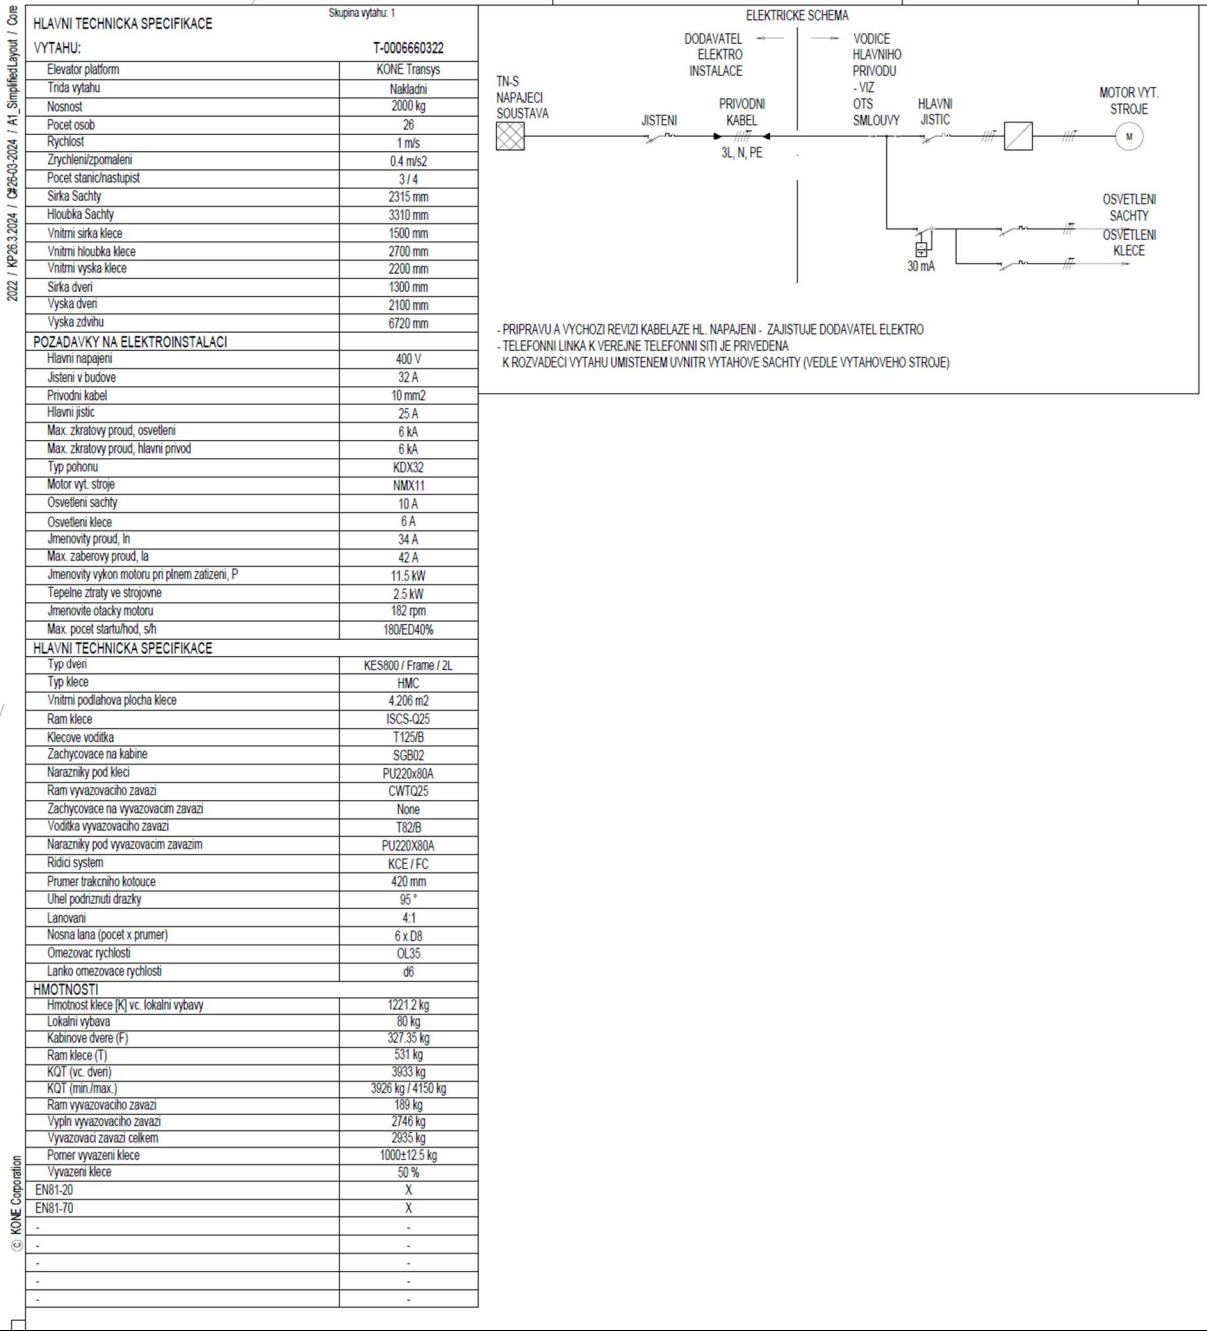 Skupina vytahu: 1
HLAVNI TECHNICKA SPECIFIKACE
VYTAHU: T-0006660322
Elevator platform KONE Transys
Trida vytahu Nakladni
Nosnost 2000 kg
Pocet osob 26
Rychlost 1 m/s
Zrychleni/zpomaleni 0.4 m/s2
Pocet stanic/nastupist 3 / 4
Sirka Sachty 2315 mm
Hloubka Sachty 3310 mm
Vnitrni sirka klece 1500 mm
Vnitrni hloubka klece 2700 mm
Vnitrni vyska klece 2200 mm
Sirka dveri 1300 mm
Vyska dveri 2100 mm
Vyska zdvihu 6720 mm
POZADAVKY NA ELEKTROINSTALACI
Hlavni napajeni 400 V
Jisteni v budove 32 A
Privodni kabel 10 mm2
Hlavni jistic 25 A
Max. zkratovy proud, osvetleni 6 kA
Max. zkratovy proud, hlavni privod 6 kA
Typ pohonu KDX32
Motor vyt. stroje NMX11
Osvetleni sachty 10 A
Osvetleni klece 6 A
Jmenovity proud, In 34 A
Max. zaberovy proud, Ia 42 A
Jmenovity vykon motoru pri plnem zatizeni, P 11.5 kW
Tepelne ztraty ve strojovne 2.5 kW
Jmenovite otacky motoru 182 rpm
Max. pocet startu/hod, s/h 180/ED40%
HLAVNI TECHNICKA SPECIFIKACE
Typ dveri KES800 / Frame / 2L
Typ klece HMC
Vnitrni podlahova plocha klece 4.206 m2
Ram klece ISCS-Q25
Klecove voditka T125/B
Zachycovace na kabine SGB02
Narazniky pod kleci PU220x80A
Ram vyvazovaciho zavazi CWTQ25
Zachycovace na vyvazovacim zavazi None
Voditka vyvazovaciho zavazi T82/B
Narazniky pod vyvazovacim zavazim PU220X80A
Ridici system KCE / FC
Prumer trakcniho kotouce 420 mm
Uhel podriznuti drazky 95 °
Lanovani 4:1
Nosna lana (pocet x prumer) 6 x D8
Omezovac rychlosti OL35
Lanko omezovace rychlosti d6
HMOTNOSTI
Hmotnost klece [K] vc. lokalni vybavy 1221.2 kg
Lokalni vybava 80 kg
Kabinove dvere (F) 327.35 kg
Ram klece (T) 531 kg
KQT (vc. dveri) 3933 kg
KQT (min./max.) 3926 kg / 4150 kg
Ram vyvazovaciho zavazi 189 kg
Vypln vyvazovaciho zavazi 2746 kg
Vyvazovaci zavazi celkem 2935 kg
Pomer vyvazeni klece 1000±12.5 kg
Vyvazeni klece 50 %
EN81-20 X
EN81-70 X
- -
- -
- -
- -
- -
ELEKTRICKE SCHEMA
DODAVATEL
ELEKTRO
INSTALACE
VODICE
HLAVNIHO
PRIVODU
- VIZ
OTS
SMLOUVY
TN-S
NAPAJECI
SOUSTAVA
JISTENI
PRIVODNI
KABEL
3L, N, PE
HLAVNI
JISTIC
MOTOR VYT.
STROJE
M
OSVETLENI
SACHTY
OSVETLENI
KLECE
30 mA
- PRIPRAVU A VYCHOZI REVIZI KABELAZE HL. NAPAJENI - ZAJISTUJE DODAVATEL ELEKTRO
- TELEFONNI LINKA K VEREJNE TELEFONNI SITI JE PRIVEDENA
K ROZVADECI VYTAHU UMISTENEM UVNITR VYTAHOVE SACHTY (VEDLE VYTAHOVEHO STROJE)
2022 / KP26.3.2024 / C#26-03-2024 / A1_SimplifiedLayout / Core
© KONE Corporation